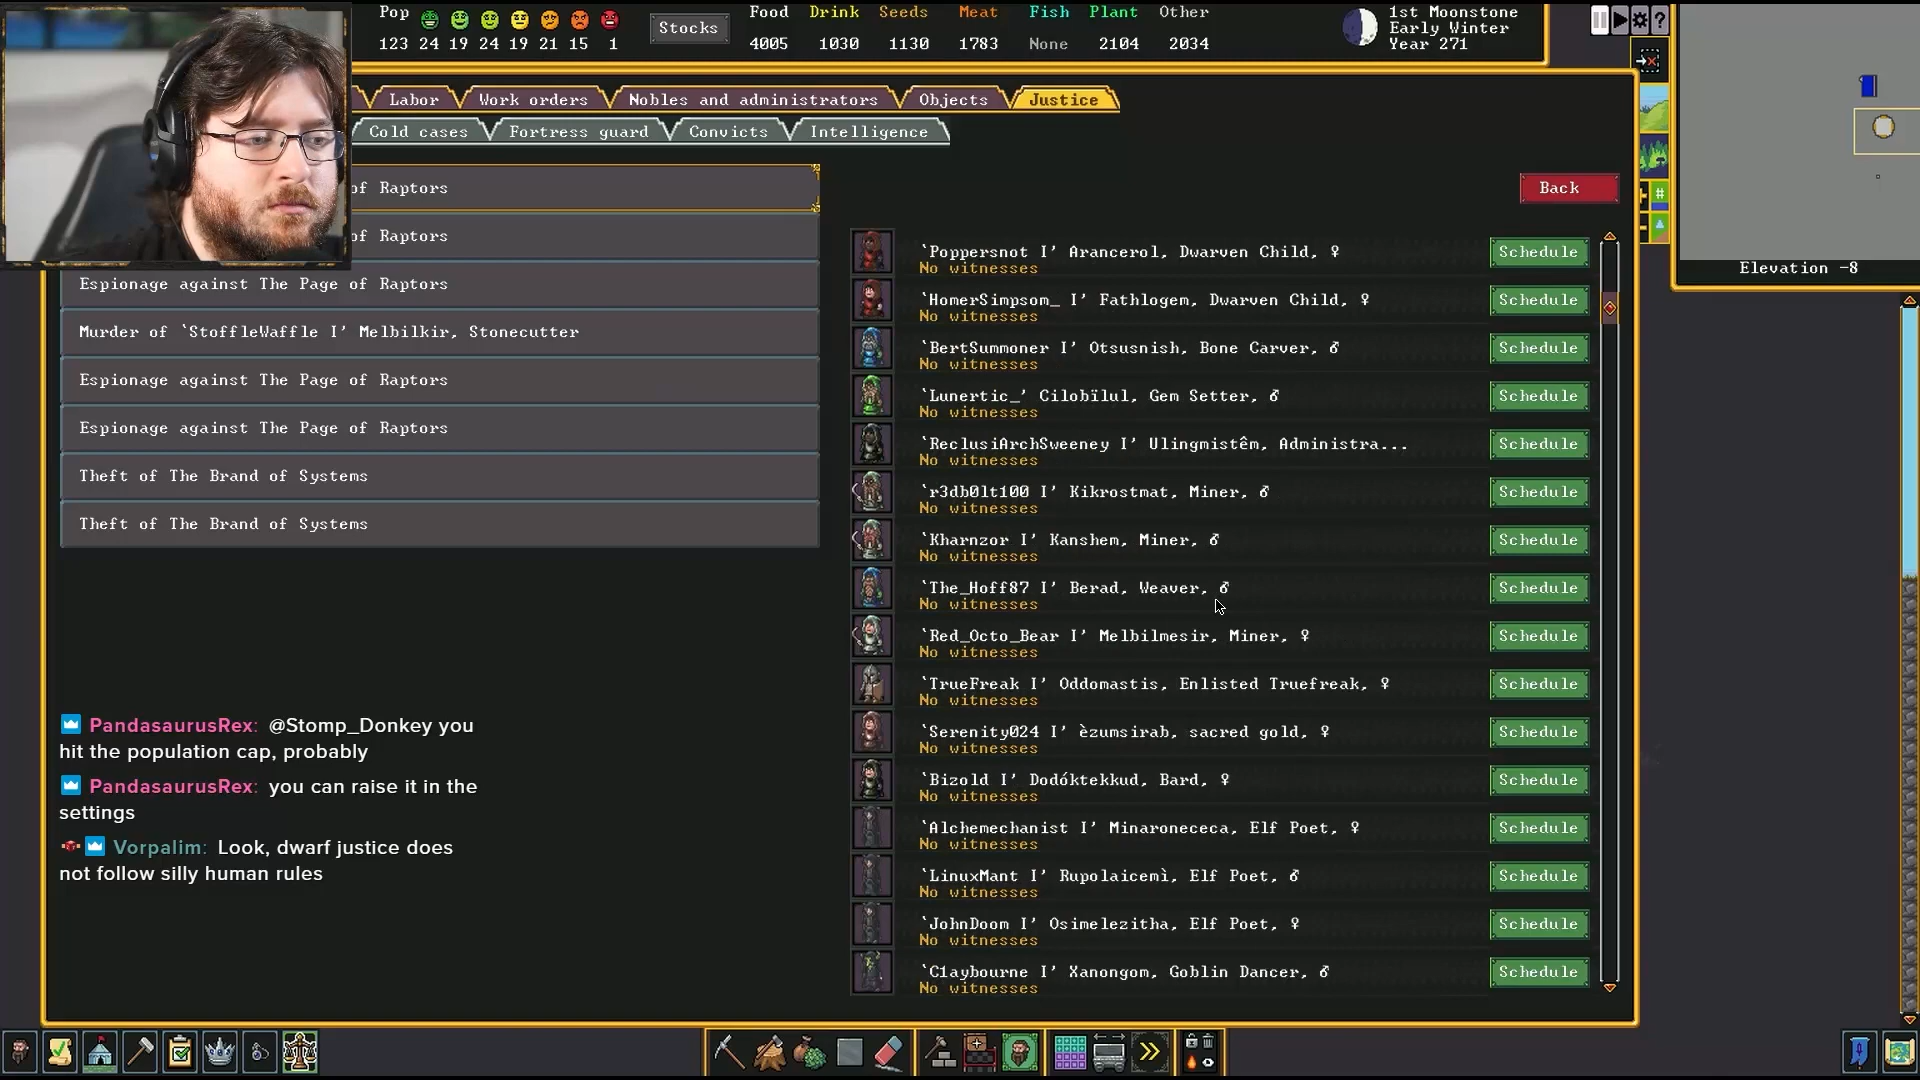 Pop
123 24 19 24 19 21 15 1
Stocks
Food Drink Seeds Meat Fish Plant Other
4005 1030 1130 1783 None 2104 2034
1st Moonstone
Early Winter
Year 271
Labor Work orders Nobles and administrators Objects Justice
Cold cases Fortress guard Convicts Intelligence
of Raptors
of Raptors
Espionage against The Page of Raptors
Murder of `StoffleWaffle I' Melbilkir, Stonecutter
Espionage against The Page of Raptors
Espionage against The Page of Raptors
Theft of The Brand of Systems
Theft of The Brand of Systems
Back
`Poppersnot I' Arancerol, Dwarven Child, ♀
No witnesses
Schedule
`HomerSimpson_ I' Fathlogem, Dwarven Child, ♀
No witnesses
Schedule
`BertSummoner I' Otsusnish, Bone Carver, ♂
No witnesses
Schedule
`Lunertic_' Cilobïlul, Gem Setter, ♂
No witnesses
Schedule
`ReclusiArchSweeney I' Ulingmistêm, Administra...
No witnesses
Schedule
`r3db0lt100 I' Kikrostmat, Miner, ♂
No witnesses
Schedule
`Kharnzor I' Kanshem, Miner, ♂
No witnesses
Schedule
`The_Hoff87 I' Berad, Weaver, ♂
No witnesses
Schedule
`Red_Octo_Bear I' Melbilmesir, Miner, ♀
No witnesses
Schedule
`TrueFreak I' Oddomastis, Enlisted Truefreak, ♀
No witnesses
Schedule
`Serenity024 I' èzumsirab, sacred gold, ♀
No witnesses
Schedule
`Bizold I' Dodóktekkud, Bard, ♀
No witnesses
Schedule
`Alchemechanist I' Minaronececa, Elf Poet, ♀
No witnesses
Schedule
`LinuxMant I' Rupolaicemì, Elf Poet, ♂
No witnesses
Schedule
`JohnDoom I' Osimelezitha, Elf Poet, ♀
No witnesses
Schedule
`C1aybourne I' Xanongom, Goblin Dancer, ♂
No witnesses
Schedule
Elevation -8
PandasaurusRex: @Stomp_Donkey you
hit the population cap, probably
PandasaurusRex: you can raise it in the
settings
Vorpalim: Look, dwarf justice does
not follow silly human rules